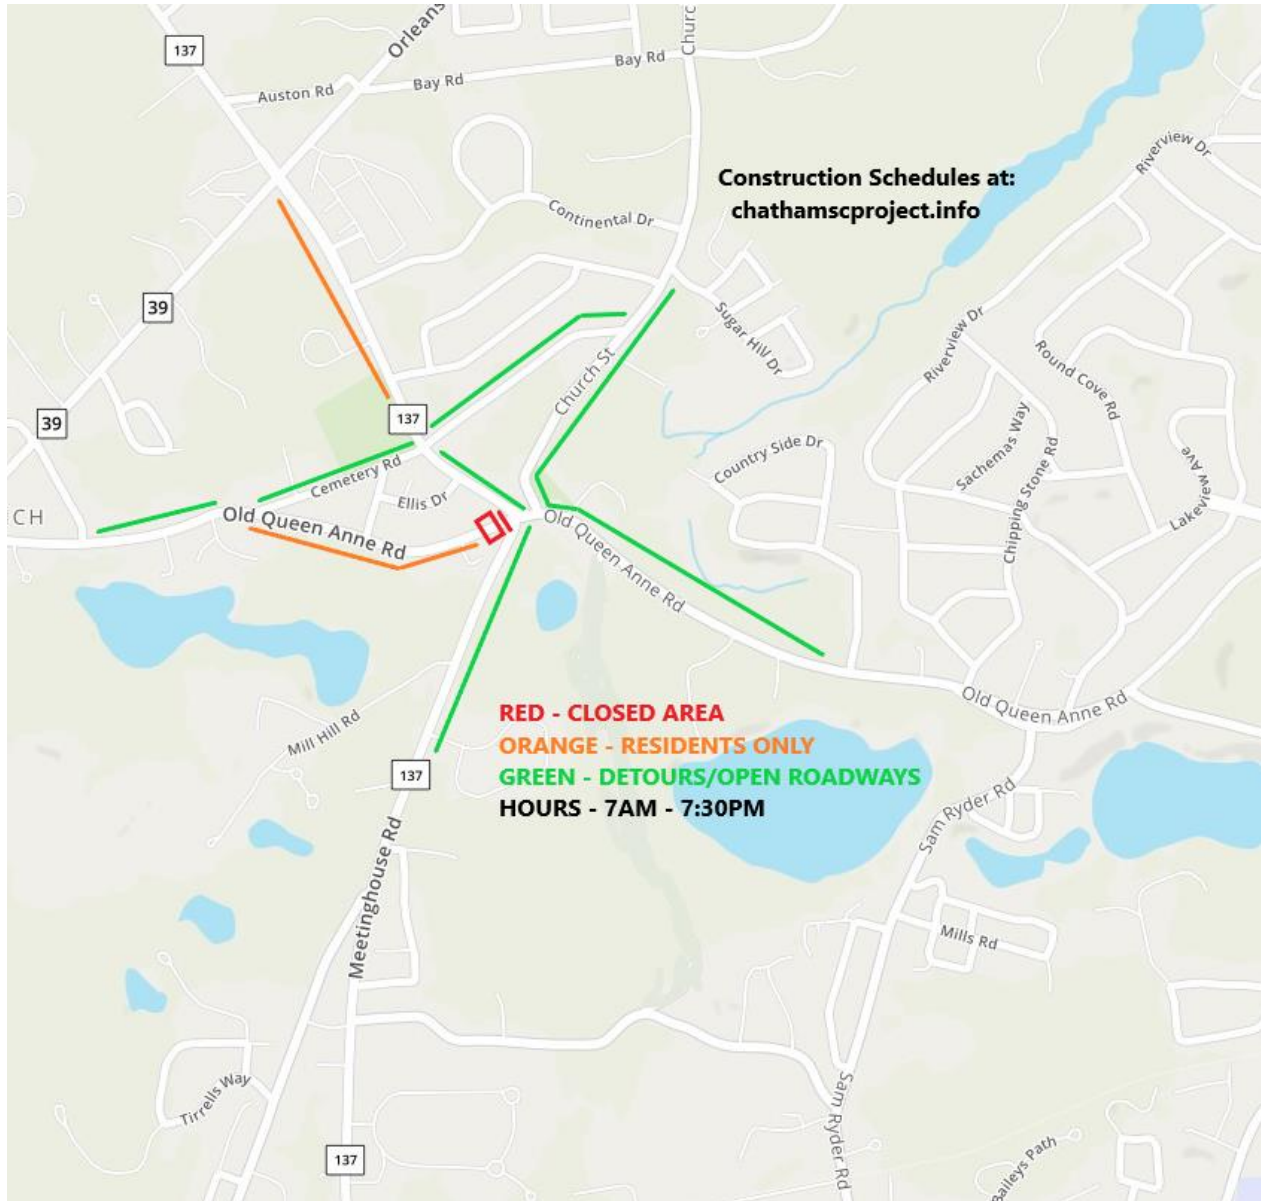 137
Orleans
Churc
Bay Rd
Bay Rd
Auston Rd
Riverview Dr
Construction Schedules at:
chathamscproject.info
Continental Dr
39
Sugar Hill Dr
Riverview Dr
Round Cove Rd
Church St
39
137
Sachemas Way
Country Side Dr
Cemetery Rd
Lakeview Ave
Ellis Dr
Chipping Stone Rd
ICH
Old Queen Anne Rd
Old Queen Anne Rd
Old Queen Anne Rd
RED - CLOSED AREA
ORANGE - RESIDENTS ONLY
GREEN - DETOURS/OPEN ROADWAYS
HOURS - 7AM - 7:30PM
Mill Hill Rd
137
Sam Ryder Rd
Meetinghouse Rd
Mills Rd
Tirrells Way
Sam Ryder Rd
137
Baileys Path